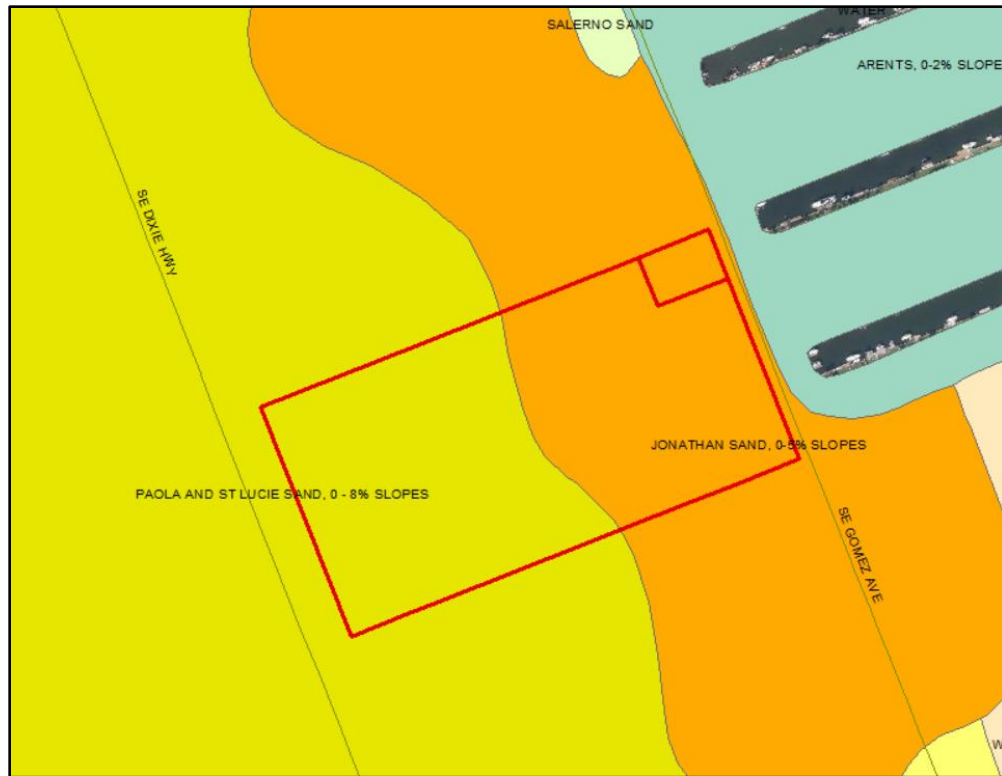 WATER
SALERNO SAND
ARENTS, 0-2% SLOPE
SE DIXIE HWY
JONATHAN SAND, 0-5% SLOPES
PAOLA AND ST LUCIE SAND, 0 - 8% SLOPES
SE GOMEZ AVE
W